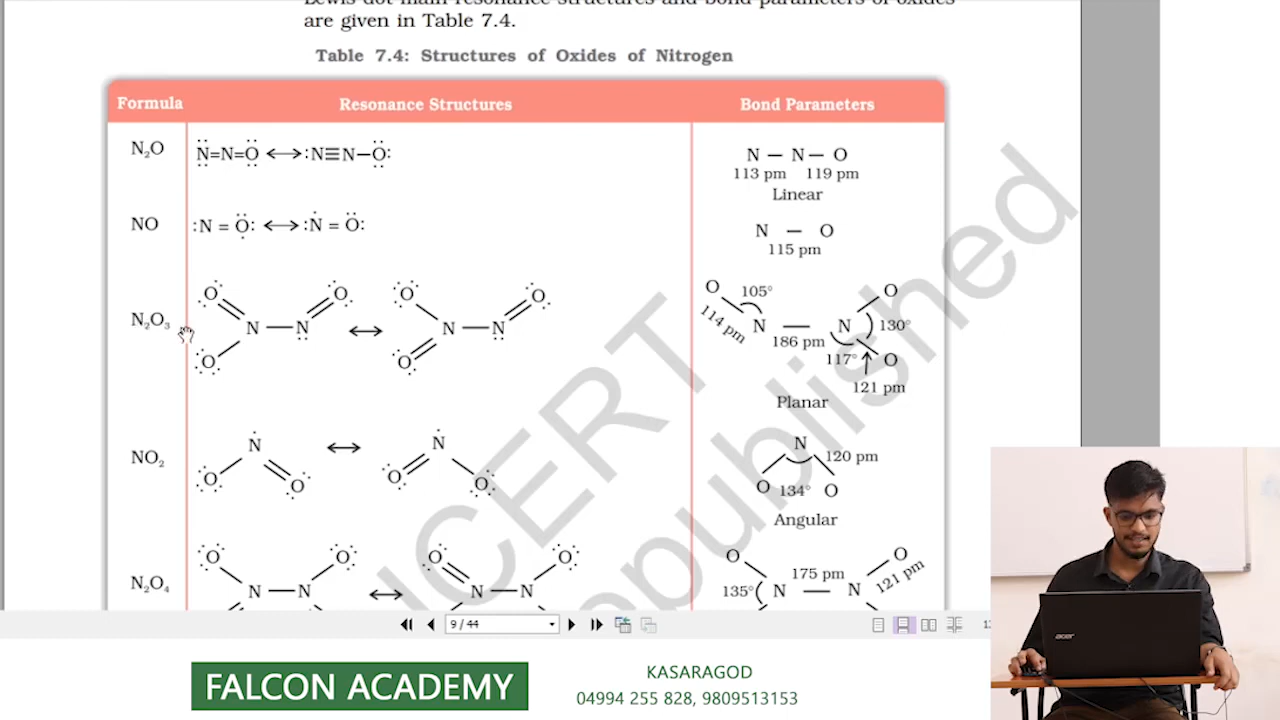 Lewis dot main resonance structures and bond parameters of oxides
are given in Table 7.4.
Table 7.4: Structures of Oxides of Nitrogen
Formula Resonance Structures Bond Parameters
N₂O N=N=O ⟷ :N≡N–O: N – N – O
113 pm 119 pm
Linear
NO :N = O: ⟷ :N = O: N – O
115 pm
N₂O₃ O O N – N O ⟷ O N – N O O
O 105° O
114 pm N – N 130°
186 pm
117° O
121 pm
Planar
NO₂ N O O ⟷ N O O
N 120 pm
O 134° O
Angular
N₂O₄ O O N – N ⟷ O O N – N
O 175 pm O
135° N – N 121 pm
NCERT
republished
9 / 44
acer
FALCON ACADEMY
KASARAGOD
04994 255 828, 9809513153